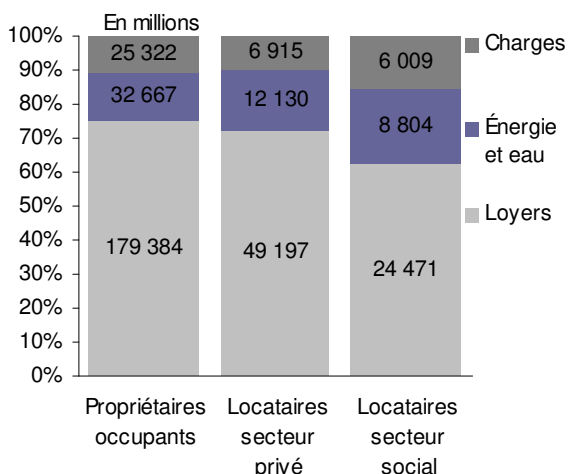 En millions
100%
90%
80%
70%
60%
50%
40%
30%
20%
10%
0%
25 322
6 915
6 009
32 667
12 130
8 804
179 384
49 197
24 471
Charges
Énergie
et eau
Loyers
Propriétaires
occupants
Locataires
secteur
privé
Locataires
secteur
social